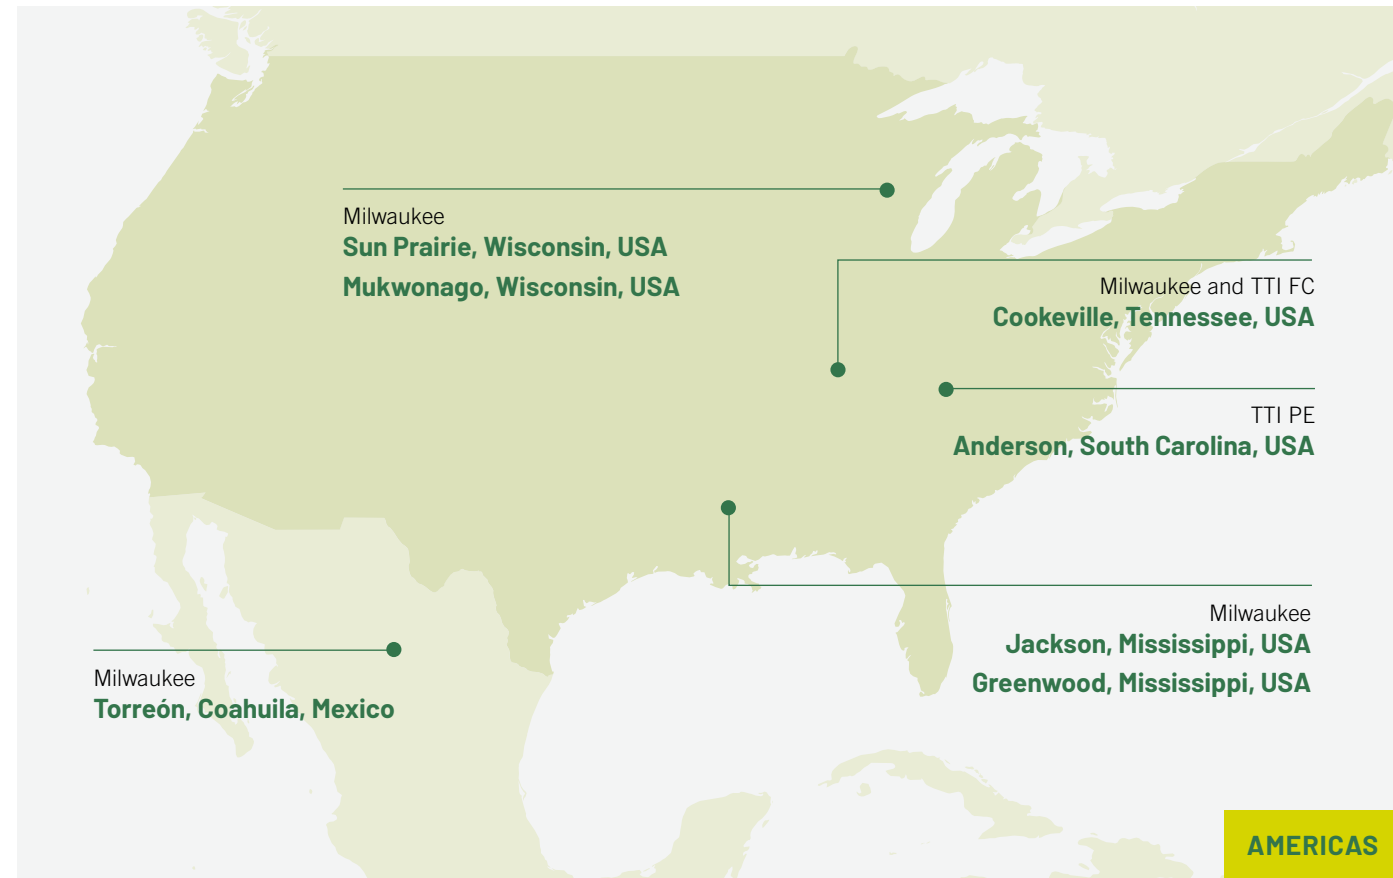 Milwaukee
Sun Prairie, Wisconsin, USA
Mukwonago, Wisconsin, USA
Milwaukee and TTI FC
Cookeville, Tennessee, USA
TTI PE
Anderson, South Carolina, USA
Milwaukee
Jackson, Mississippi, USA
Greenwood, Mississippi, USA
Milwaukee
Torreón, Coahuila, Mexico
AMERICAS